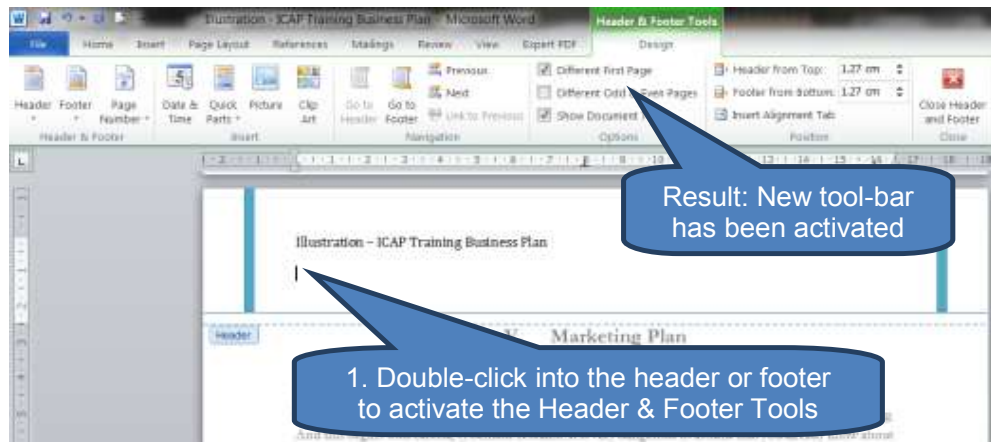 Illustration - ICAP Training Business Plan - Microsoft Word
Header & Footer Tools
File Home Insert Page Layout References Mailings Review View Expert PDF Design
Header Footer Page Number
Date & Time Quick Parts Picture Clip Art
Go to Header Go to Footer
Previous
Next
Link to Previous
Different First Page
Different Odd & Even Pages
Show Document
Header from Top: 1.27 cm
Footer from Bottom: 1.27 cm
Insert Alignment Tab
Close Header and Footer
Header & Footer Insert Navigation Options Position Close
Result: New tool-bar
has been activated
Illustration – ICAP Training Business Plan
Header
Marketing Plan
1. Double-click into the header or footer
to activate the Header & Footer Tools